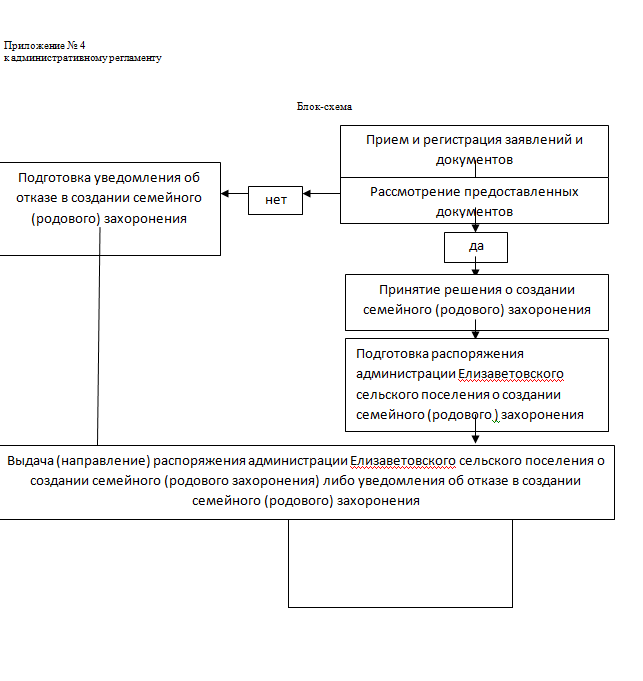 Приложение № 4
к административному регламенту
Блок-схема
Прием и регистрация заявлений и
документов
Подготовка уведомления об
отказе в создании семейного
(родового) захоронения
нет
Рассмотрение предоставленных
документов
да
Принятие решения о создании
семейного (родового) захоронения
Подготовка распоряжения
администрации Елизаветовского
сельского поселения о создании
семейного (родового ) захоронения
Выдача (направление) распоряжения администрации Елизаветовского сельского поселения о
создании семейного (родового захоронения) либо уведомления об отказе в создании
семейного (родового) захоронения